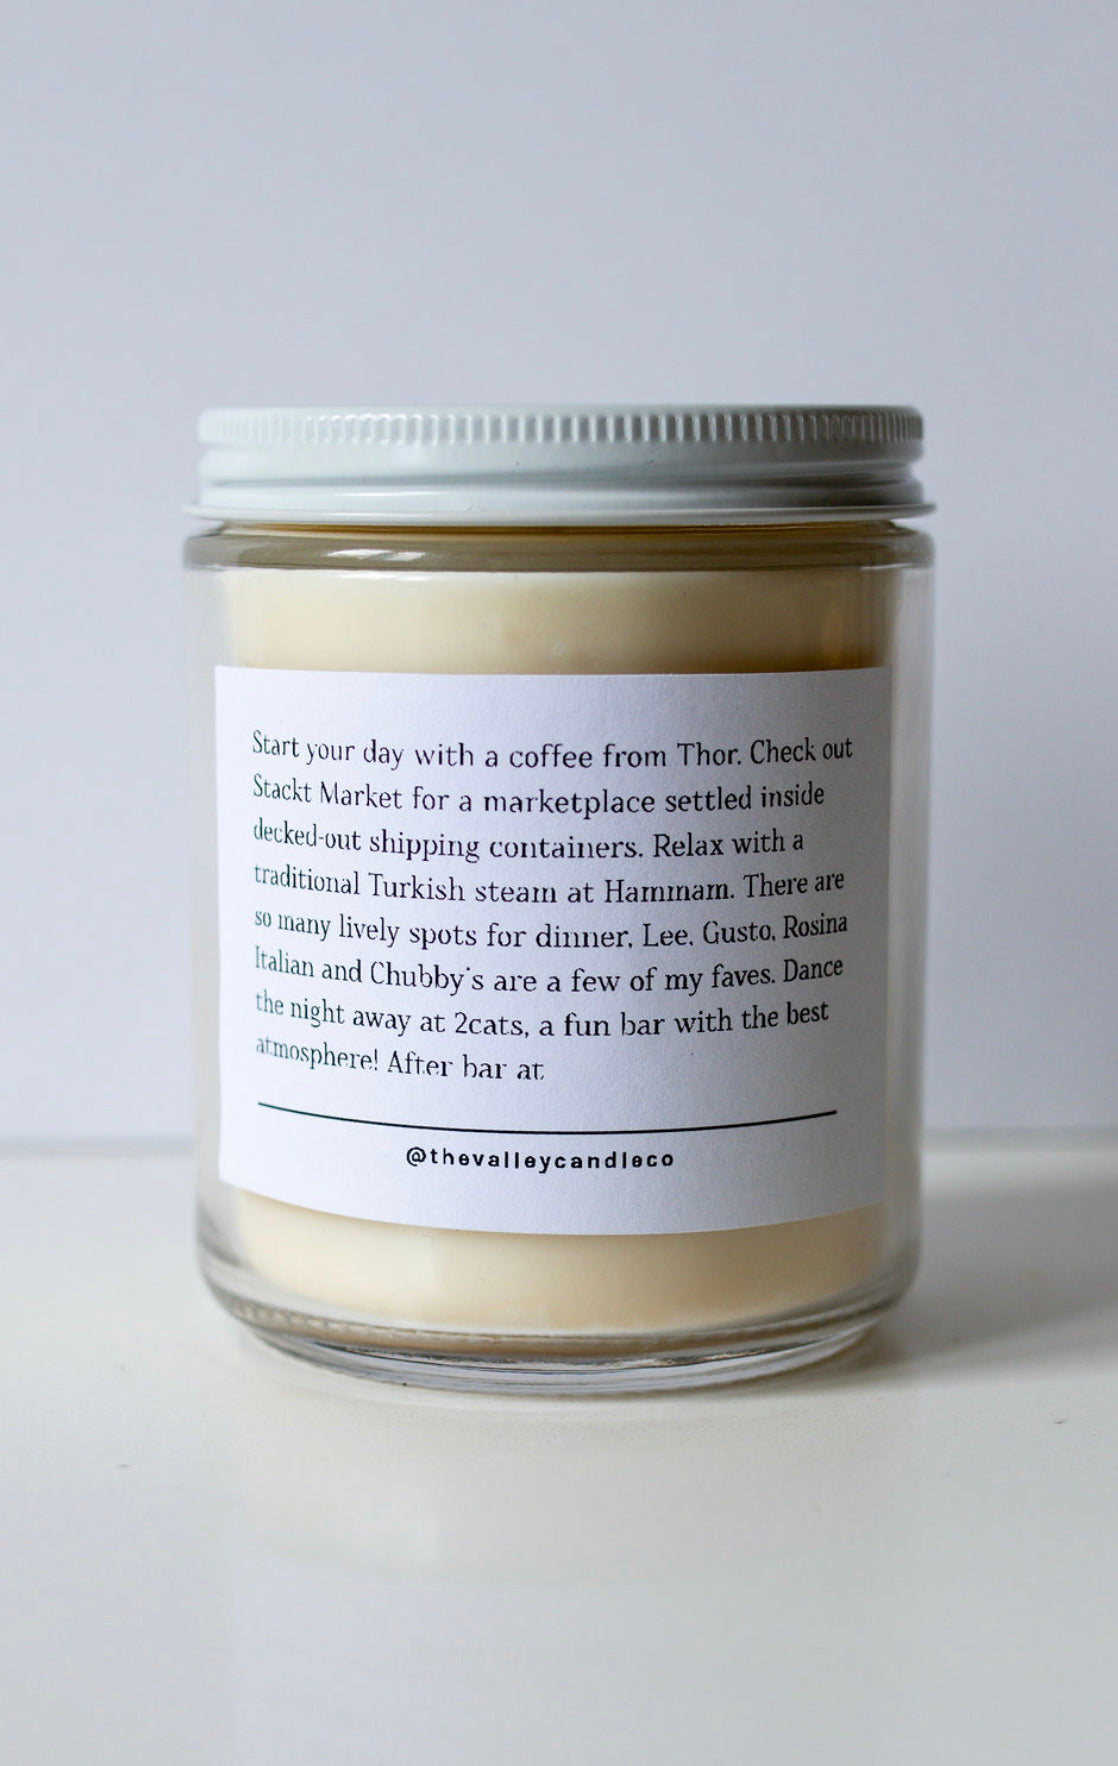 Start your day with a coffee from Thor. Check out
Stackt Market for a marketplace settled inside
decked-out shipping containers. Relax with a
traditional Turkish steam at Hammam. There are
so many lively spots for dinner, Lee, Gusto, Rosina
Italian and Chubby's are a few of my faves. Dance
the night away at 2cats, a fun bar with the best
atmosphere! After bar at
@thevalleycandleco